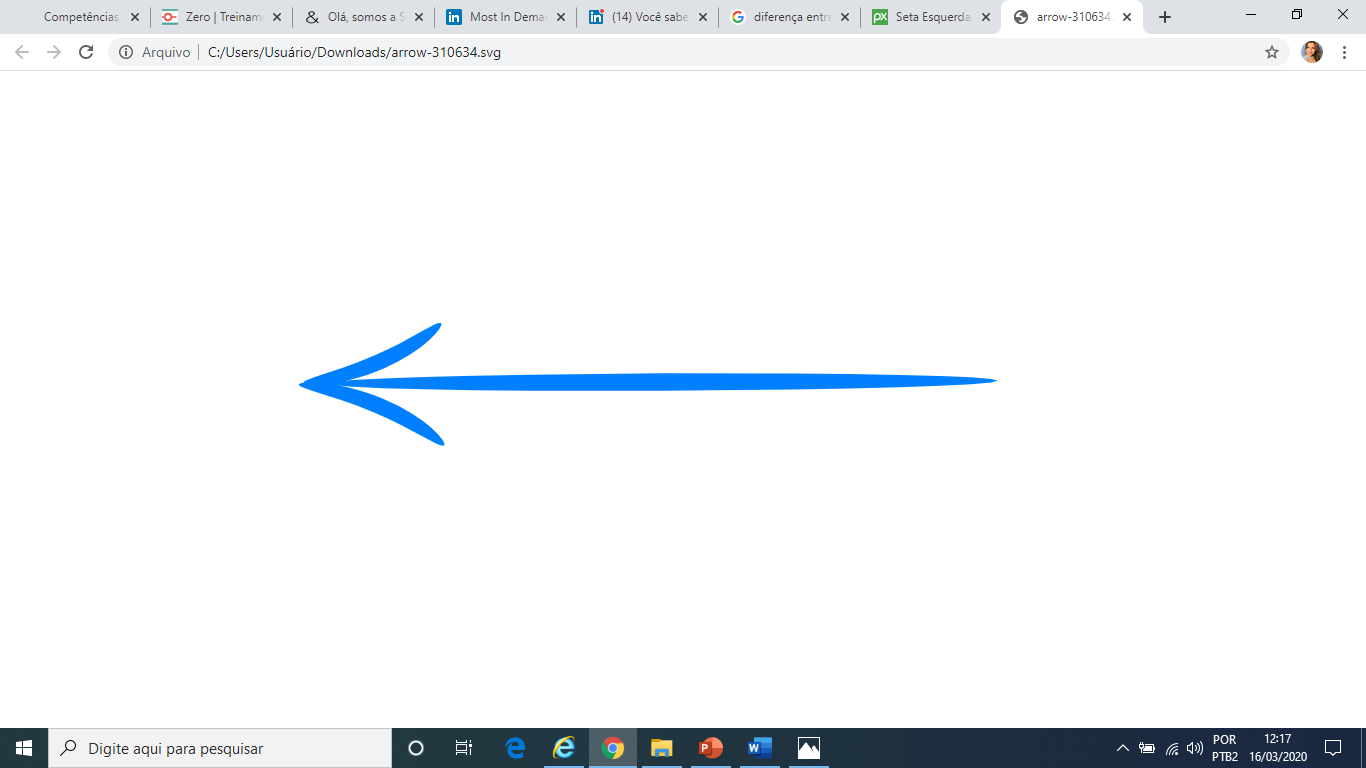 Competências
Zero | Treinam
Olá, somos a S
Most In Dema
(14) Você sabe
diferença entre
Seta Esquerda
arrow-310634.
Arquivo
C:/Users/Usuário/Downloads/arrow-310634.svg
Digite aqui para pesquisar
POR
PTB2
12:17
16/03/2020